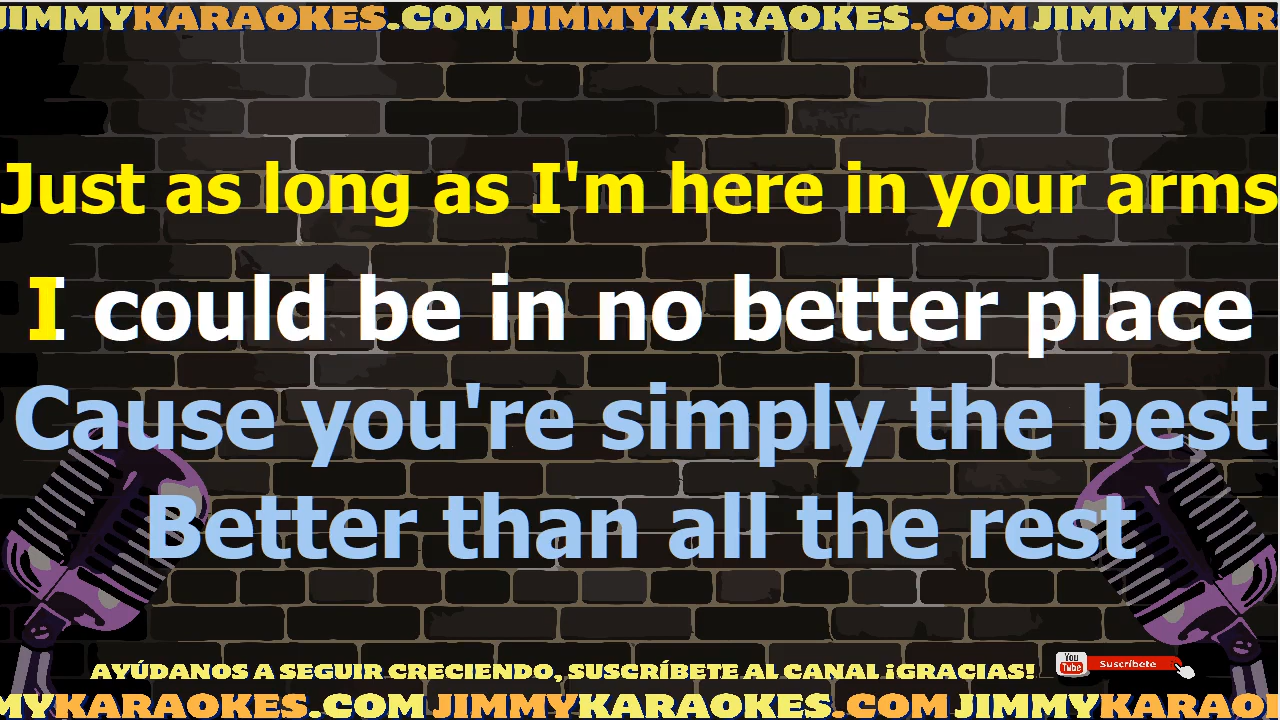 JIMMYKARAOKES.COM JIMMYKARAOKES.COM JIMMYKAR
Just as long as I'm here in your arms
I could be in no better place
Cause you're simply the best
Better than all the rest
AYÚDANOS A SEGUIR CRECIENDO, SUSCRÍBETE AL CANAL ¡GRACIAS!
You Tube Suscríbete
MYKARAOKES.COM JIMMYKARAOKES.COM JIMMYKARAO